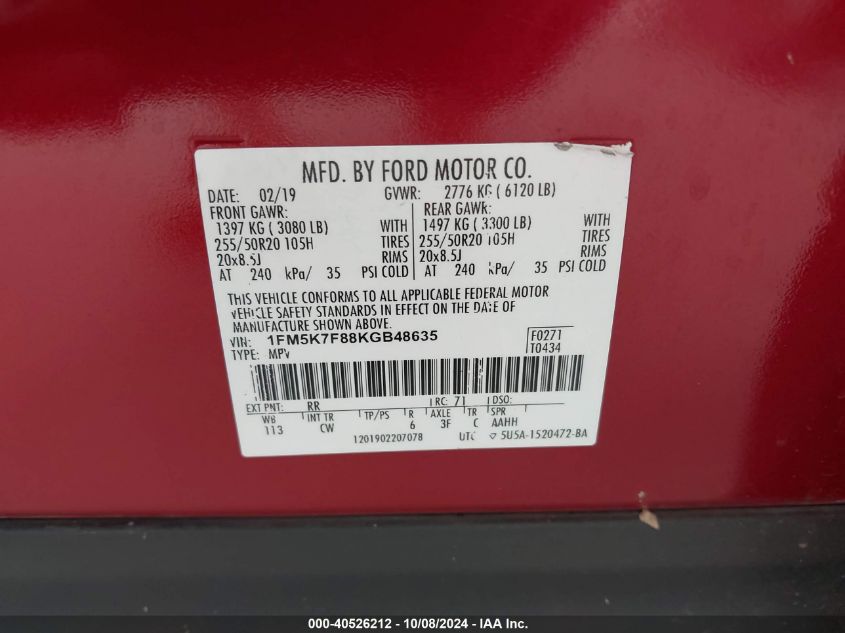 MFD. BY FORD MOTOR CO.
DATE: 02/19 GVWR: 2776 KG ( 6120 LB)
FRONT GAWR: REAR GAWR:
1397 KG ( 3080 LB) WITH 1497 KG ( 3300 LB) WITH
255/50R20 105H TIRES 255/50R20 105H TIRES
20x8.5J RIMS 20x8.5J RIMS
AT 240 kPa/ 35 PSI COLD AT 240 kPa/ 35 PSI COLD
THIS VEHICLE CONFORMS TO ALL APPLICABLE FEDERAL MOTOR
VEHICLE SAFETY STANDARDS IN EFFECT ON THE DATE OF
MANUFACTURE SHOWN ABOVE.
VIN: 1FM5K7F88KGB48635 F0271
TYPE: MPV T0434
EXT PNT: RR RC: 71 DSO:
WB INT TR TP/PS R AXLE TR SPR
113 CW 6 3F C AAHH
1201902207078 UTC ▽ 5U5A-1520472-BA
000-40526212 - 10/08/2024 - IAA Inc.